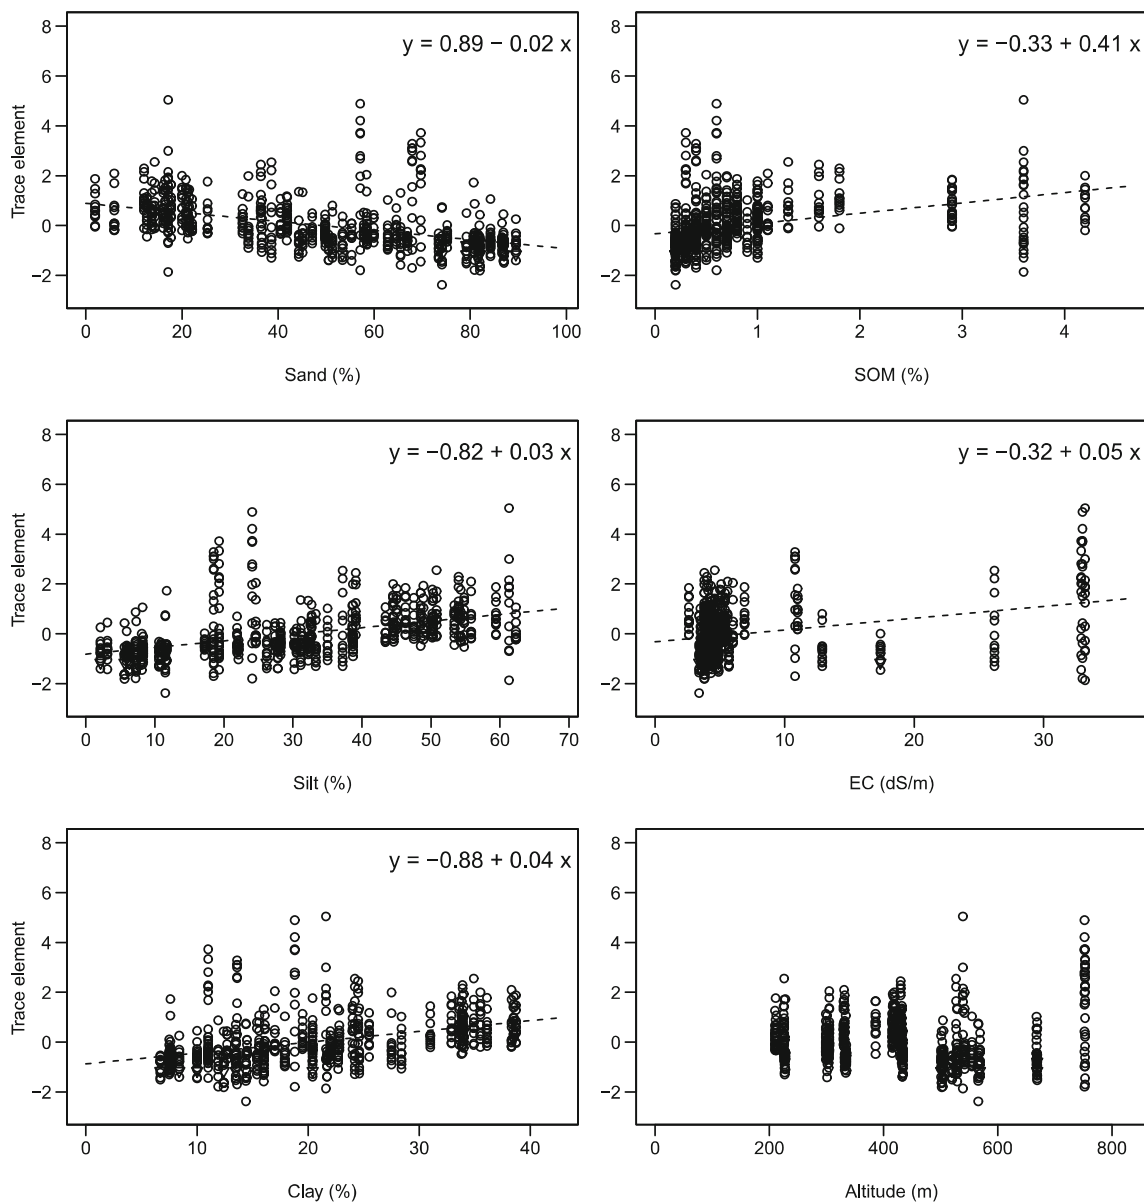 y = 0.89 − 0.02 x
8
6
4
2
0
−2
Trace element
0 20 40 60 80 100
Sand (%)
y = −0.33 + 0.41 x
8
6
4
2
0
−2
0 1 2 3 4
SOM (%)
y = −0.82 + 0.03 x
8
6
4
2
0
−2
Trace element
0 10 20 30 40 50 60 70
Silt (%)
y = −0.32 + 0.05 x
8
6
4
2
0
−2
0 10 20 30
EC (dS/m)
y = −0.88 + 0.04 x
8
6
4
2
0
−2
Trace element
0 10 20 30 40
Clay (%)
8
6
4
2
0
−2
0 200 400 600 800
Altitude (m)